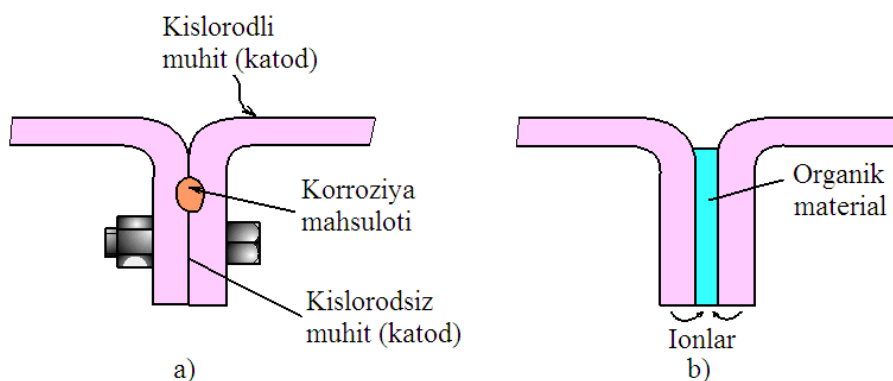 Kislorodli
muhit (katod)
Korroziya
mahsuloti
Kislorodsiz
muhit (katod)
a)
Organik
material
Ionlar
b)